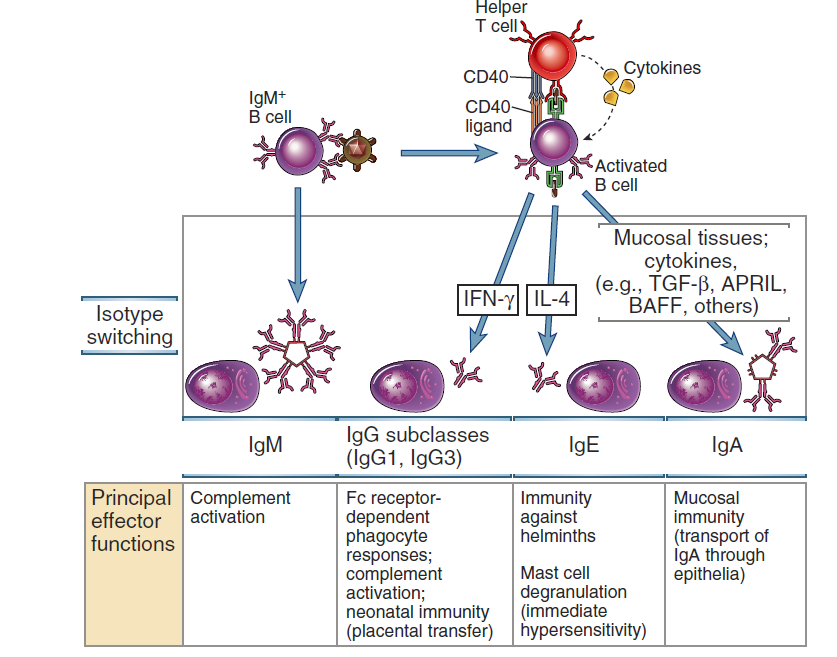 Helper
T cell
CD40
Cytokines
IgM+
B cell
CD40
ligand
Activated
B cell
Mucosal tissues;
cytokines,
(e.g., TGF-β, APRIL,
BAFF, others)
IFN-γ
IL-4
Isotype
switching
IgM
IgG subclasses
(IgG1, IgG3)
IgE
IgA
Principal
effector
functions
Complement
activation
Fc receptor-
dependent
phagocyte
responses;
complement
activation;
neonatal immunity
(placental transfer)
Immunity
against
helminths
Mast cell
degranulation
(immediate
hypersensitivity)
Mucosal
immunity
(transport of
IgA through
epithelia)